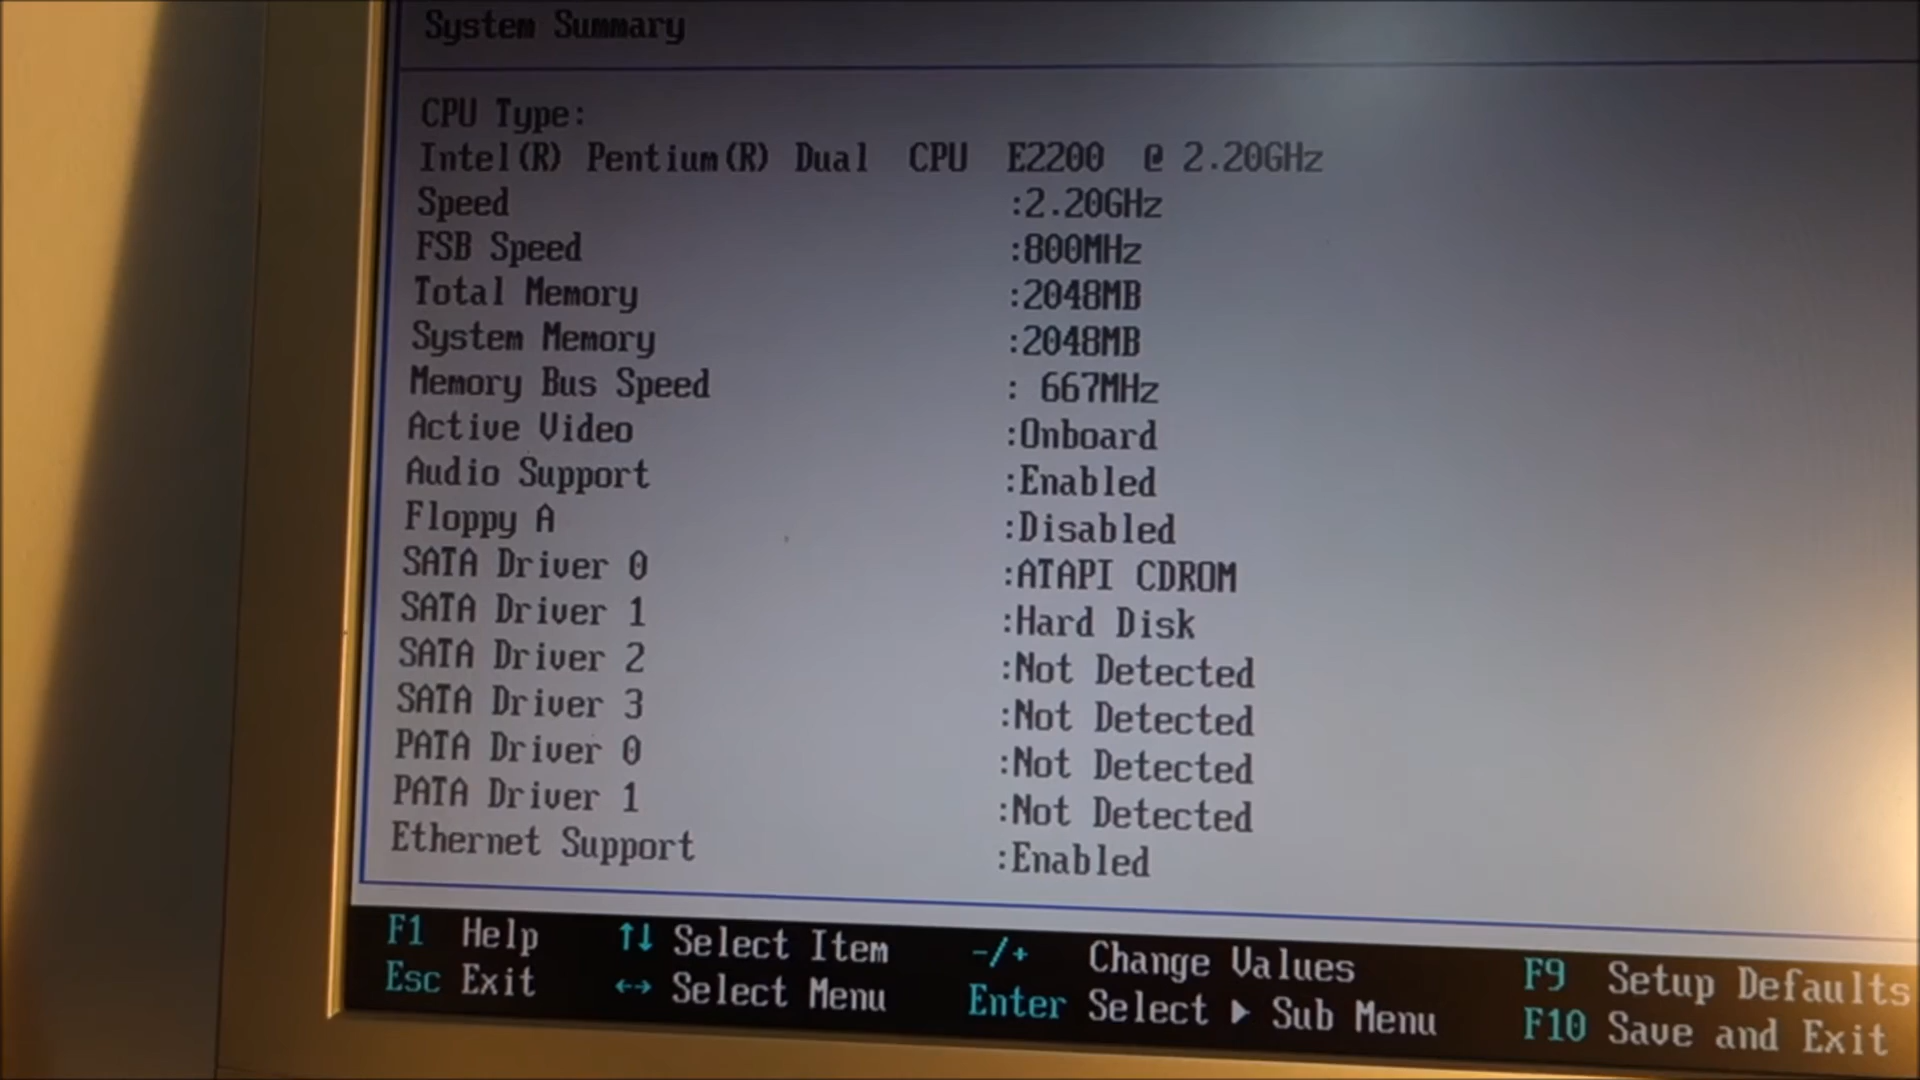 System Summary
CPU Type:
Intel(R) Pentium(R) Dual CPU E2200 @ 2.20GHz
Speed :2.20GHz
FSB Speed :800MHz
Total Memory :2048MB
System Memory :2048MB
Memory Bus Speed : 667MHz
Active Video :Onboard
Audio Support :Enabled
Floppy A :Disabled
SATA Driver 0 :ATAPI CDROM
SATA Driver 1 :Hard Disk
SATA Driver 2 :Not Detected
SATA Driver 3 :Not Detected
PATA Driver 0 :Not Detected
PATA Driver 1 :Not Detected
Ethernet Support :Enabled
F1 Help ↑↓ Select Item -/+ Change Values F9 Setup Defaults
Esc Exit ↔ Select Menu Enter Select ▶ Sub Menu F10 Save and Exit